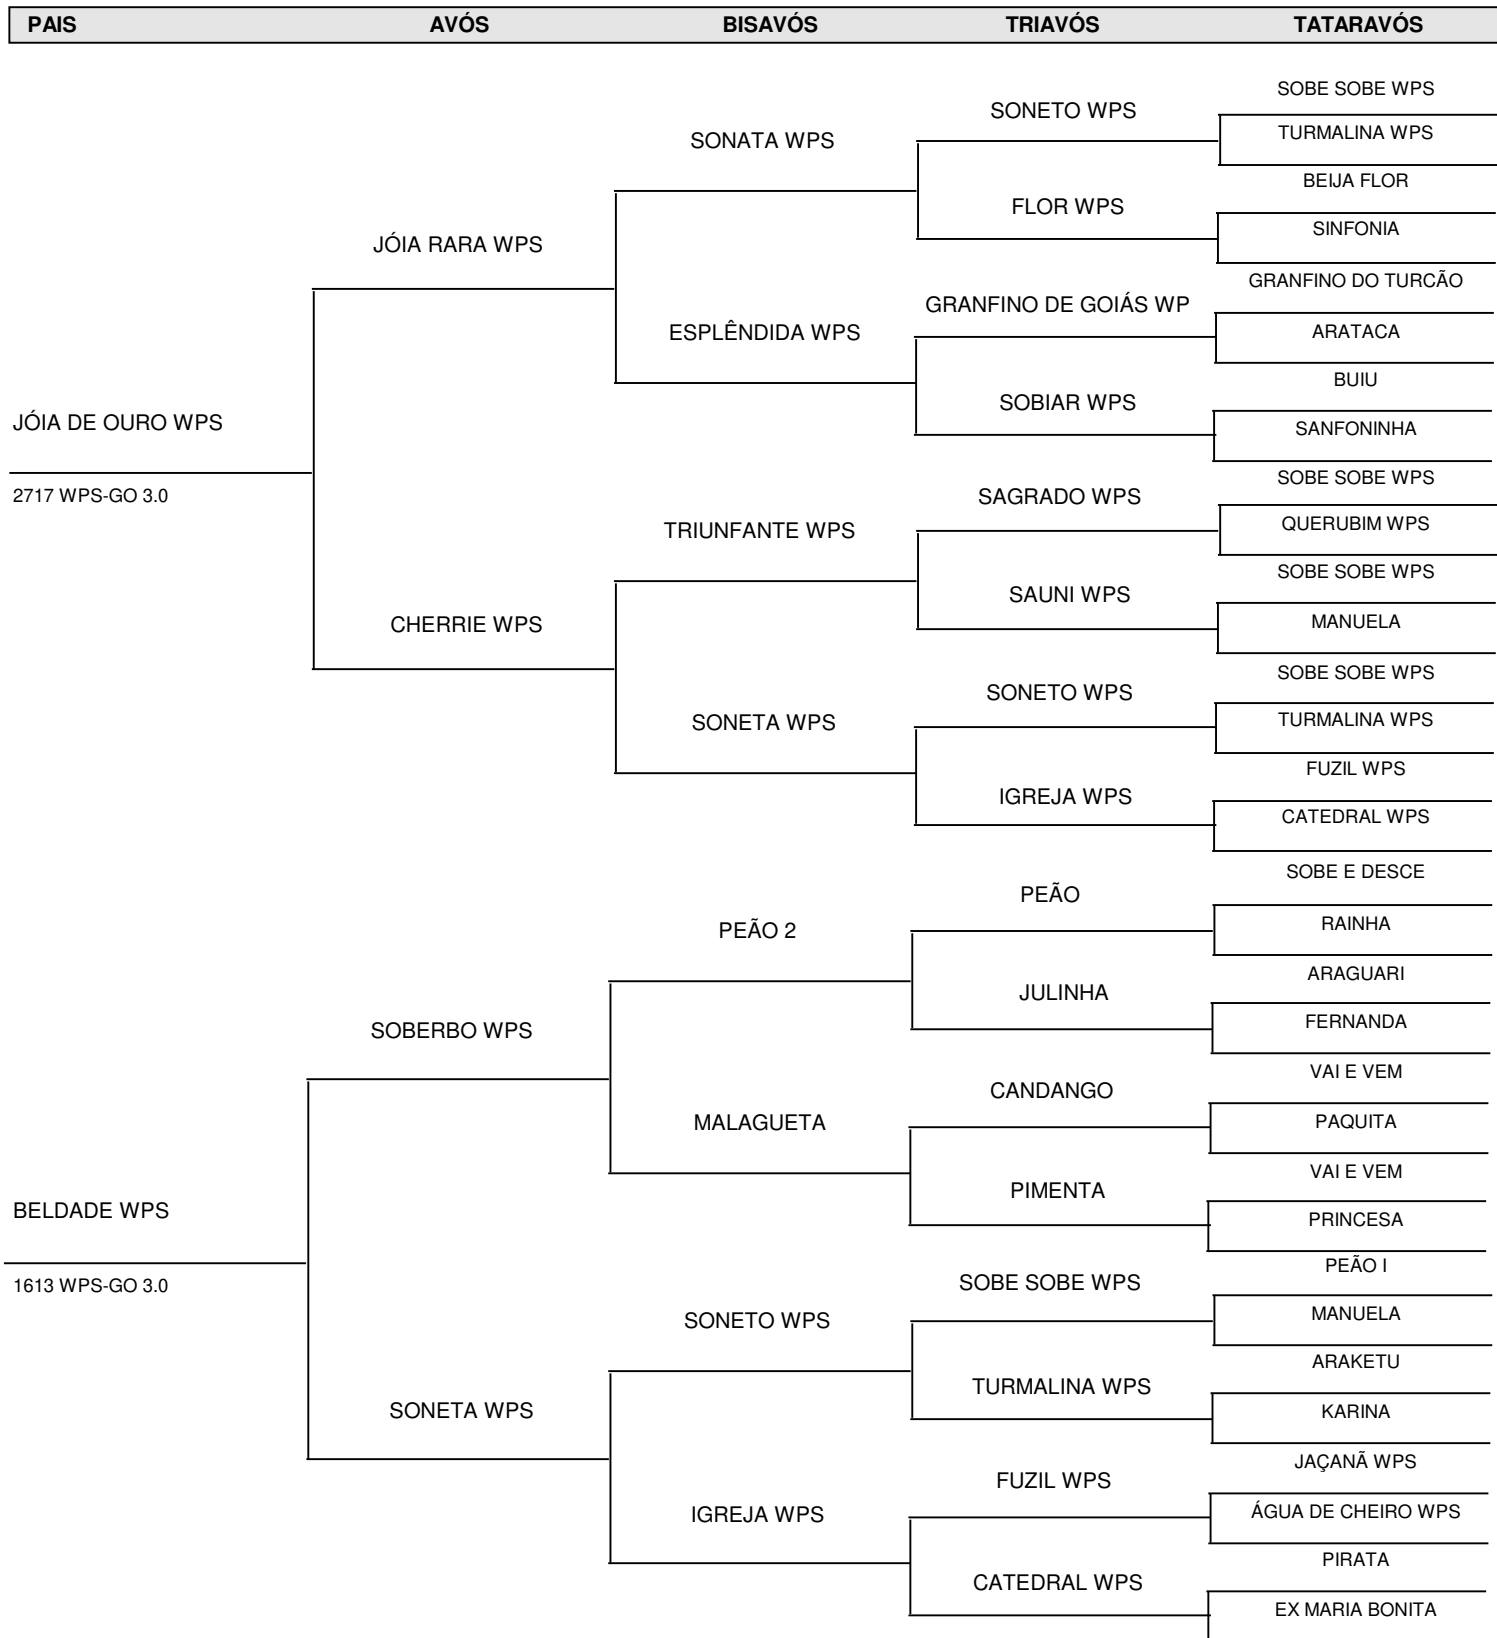 PAIS AVÓS BISAVÓS TRIAVÓS TATARAVÓS
SOBE SOBE WPS
SONETO WPS
TURMALINA WPS
SONATA WPS
BEIJA FLOR
FLOR WPS
SINFONIA
JÓIA RARA WPS
GRANFINO DO TURCÃO
GRANFINO DE GOIÁS WP
ARATACA
ESPLÊNDIDA WPS
BUIU
SOBIAR WPS
JÓIA DE OURO WPS
SANFONINHA
SOBE SOBE WPS
2717 WPS-GO 3.0
SAGRADO WPS
QUERUBIM WPS
TRIUNFANTE WPS
SOBE SOBE WPS
SAUNI WPS
MANUELA
CHERRIE WPS
SOBE SOBE WPS
SONETO WPS
TURMALINA WPS
SONETA WPS
FUZIL WPS
IGREJA WPS
CATEDRAL WPS
SOBE E DESCE
PEÃO
RAINHA
PEÃO 2
ARAGUARI
JULINHA
FERNANDA
SOBERBO WPS
VAI E VEM
CANDANGO
PAQUITA
MALAGUETA
VAI E VEM
PIMENTA
BELDADE WPS
PRINCESA
PEÃO I
1613 WPS-GO 3.0
SOBE SOBE WPS
MANUELA
SONETO WPS
ARAKETU
TURMALINA WPS
SONETA WPS
KARINA
JAÇANÃ WPS
FUZIL WPS
ÁGUA DE CHEIRO WPS
IGREJA WPS
PIRATA
CATEDRAL WPS
EX MARIA BONITA